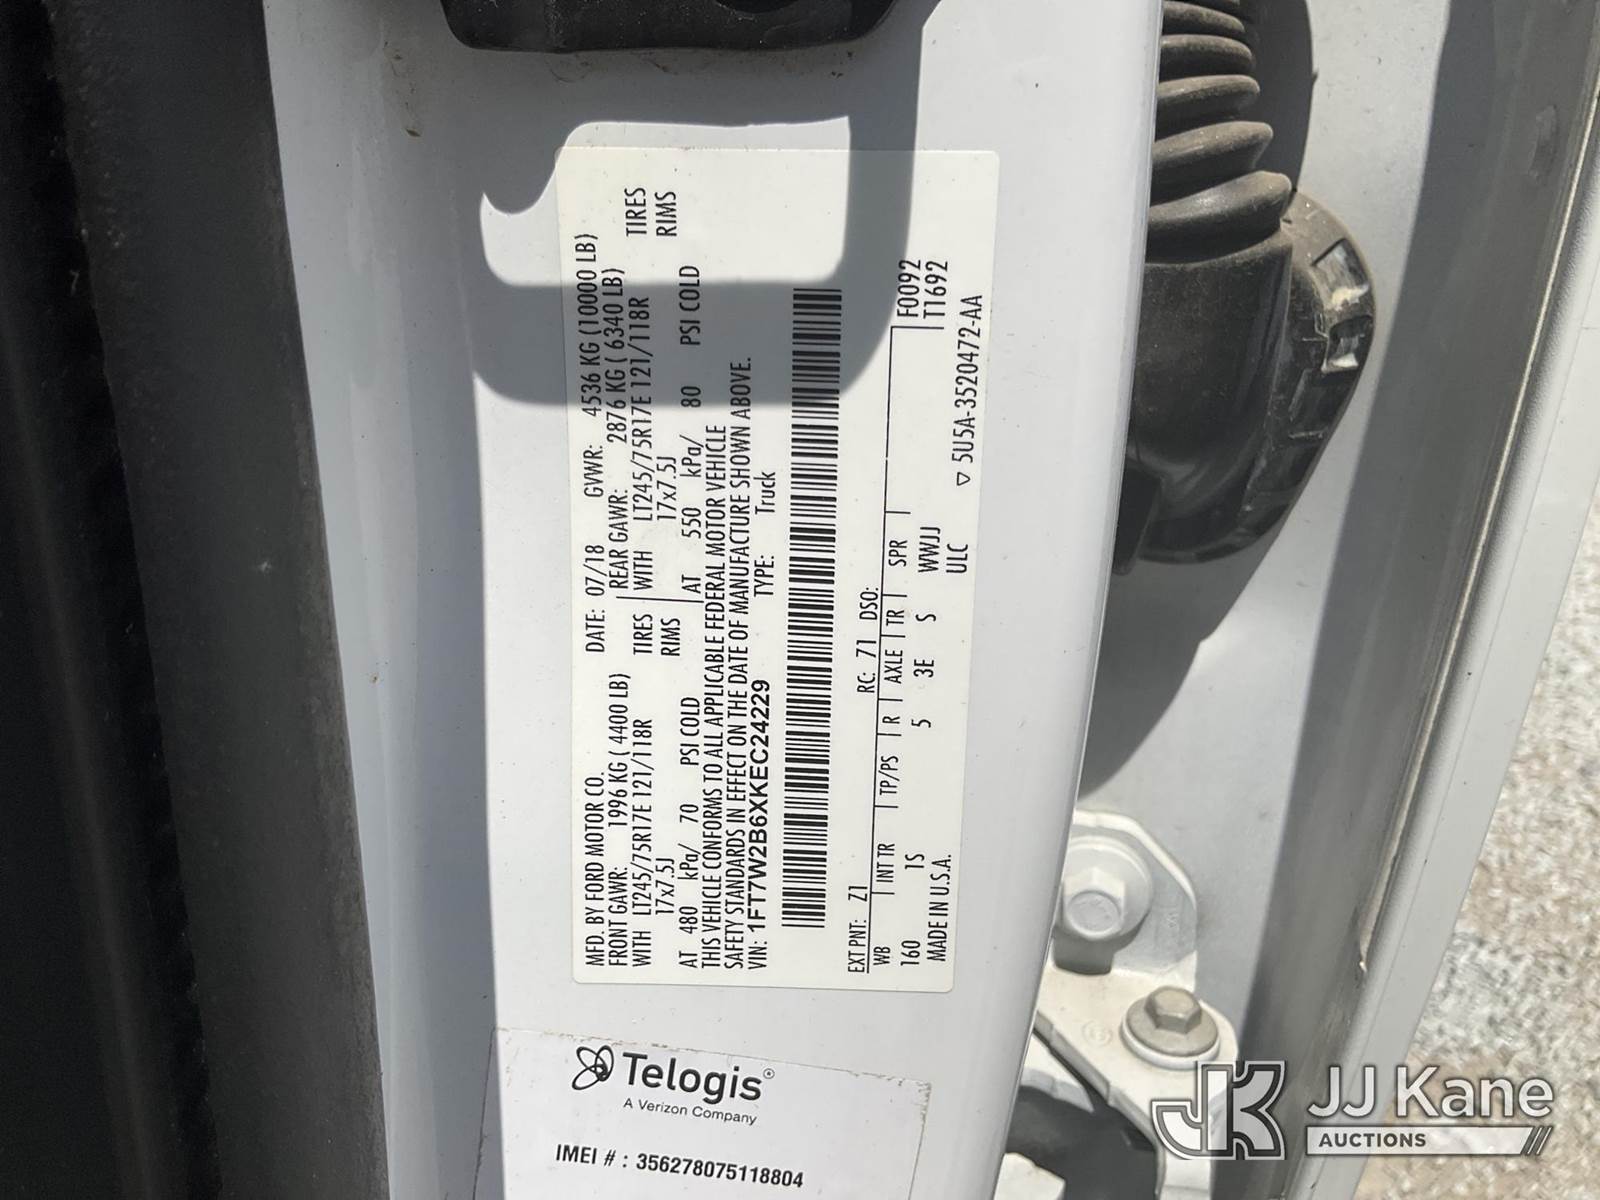 MFD. BY FORD MOTOR CO. DATE: 07/18 GVWR: 4536 KG (10000 LB)
FRONT GAWR: 1996 KG ( 4400 LB) REAR GAWR: 2876 KG ( 6340 LB)
WITH LT245/75R17E 121/118R TIRES WITH LT245/75R17E 121/118R TIRES
17x7.5J RIMS 17x7.5J RIMS
AT 480 kPa/ 70 PSI COLD AT 550 kPa/ 80 PSI COLD
THIS VEHICLE CONFORMS TO ALL APPLICABLE FEDERAL MOTOR VEHICLE
SAFETY STANDARDS IN EFFECT ON THE DATE OF MANUFACTURE SHOWN ABOVE.
VIN: 1FT7W2B6XKEC24229 TYPE: Truck
EXT PNT: Z1 RC: 71 DSO:
WB INT TR TP/PS R AXLE TR SPR F0092
160 1S 5 3E S WWJJ T1692
MADE IN U.S.A. ULC
▽ 5U5A-3520472-AA
Telogis®
A Verizon Company
IMEI # : 356278075118804
JK JJ Kane
AUCTIONS